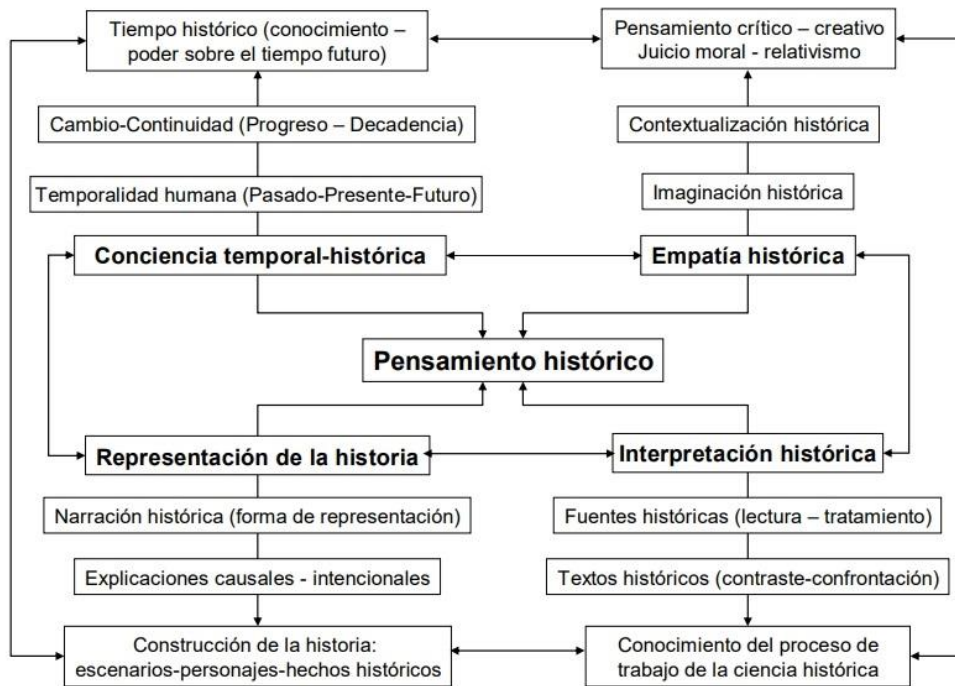 Tiempo histórico (conocimiento –
poder sobre el tiempo futuro)
Pensamiento crítico – creativo
Juicio moral - relativismo
Cambio-Continuidad (Progreso – Decadencia)
Contextualización histórica
Temporalidad humana (Pasado-Presente-Futuro)
Imaginación histórica
Conciencia temporal-histórica
Empatía histórica
Pensamiento histórico
Representación de la historia
Interpretación histórica
Narración histórica (forma de representación)
Fuentes históricas (lectura – tratamiento)
Explicaciones causales - intencionales
Textos históricos (contraste-confrontación)
Construcción de la historia:
escenarios-personajes-hechos históricos
Conocimiento del proceso de
trabajo de la ciencia histórica